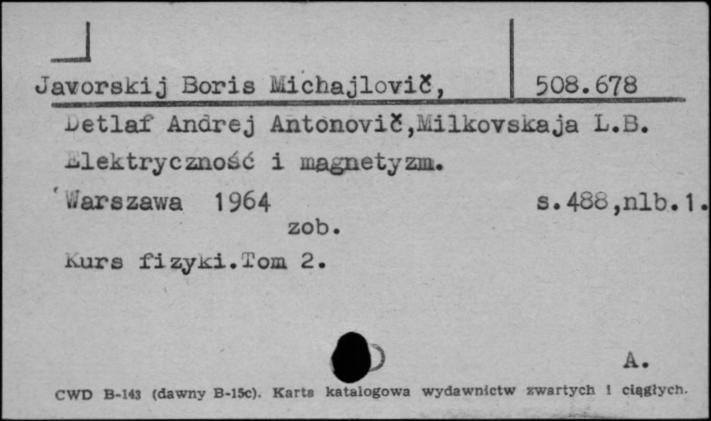 Javorskij Boris Michajlovič, 508.678
Detlaf Andrej Antonovič,Milkovskaja L.B.
Elektryczność i magnetyzm.
Warszawa 1964 s.488,nlb.1.
zob.
Kurs fizyki.Tom 2.
A.
CWD B-143 (dawny B-15c). Karta katalogowa wydawnictw zwartych i ciągłych.